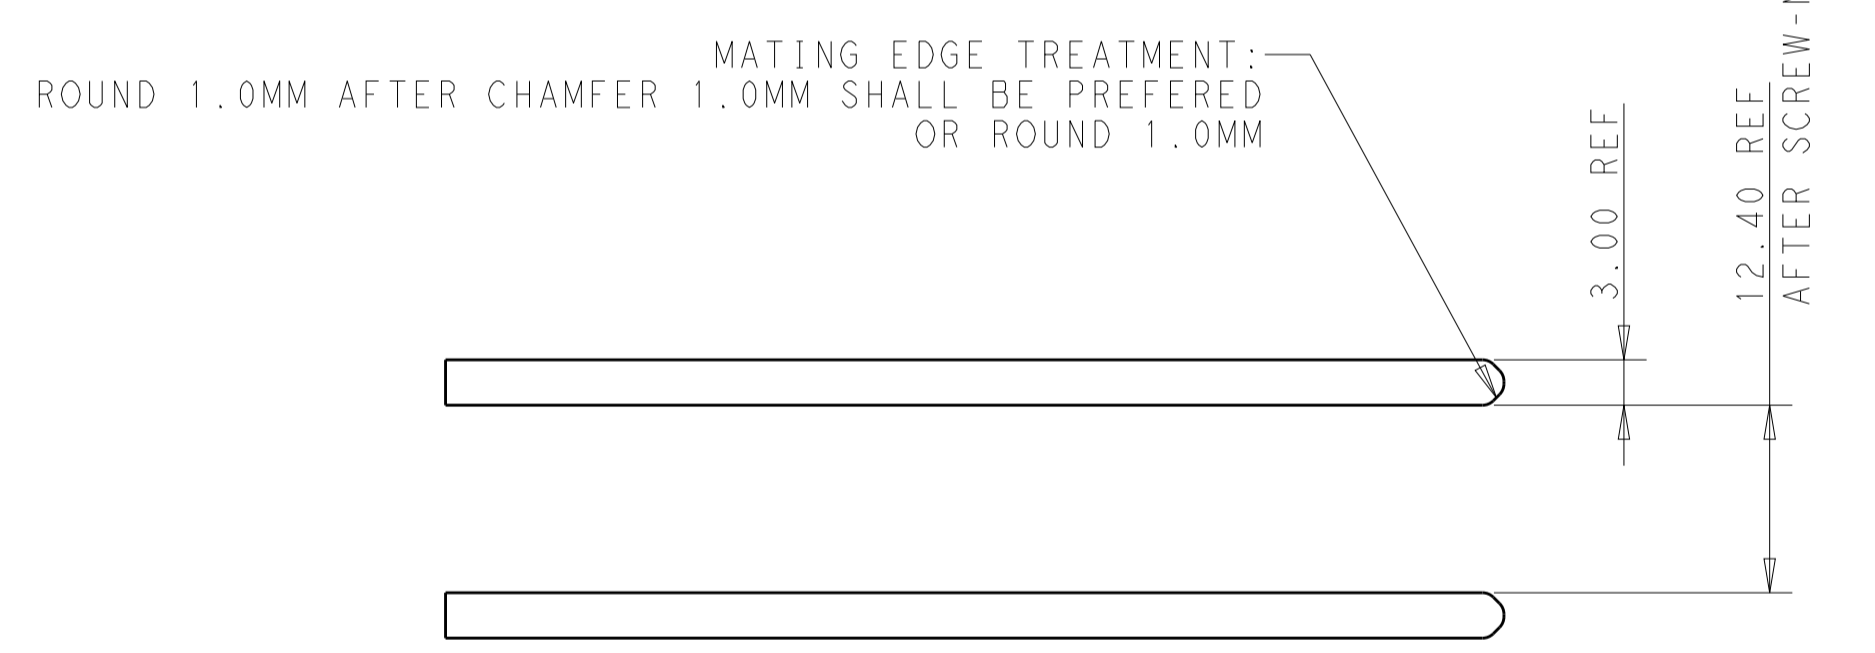 MATING EDGE TREATMENT:
ROUND 1.0MM AFTER CHAMFER 1.0MM SHALL BE PREFERED
OR ROUND 1.0MM
3.00 REF
12.40 REF
AFTER SCREW-